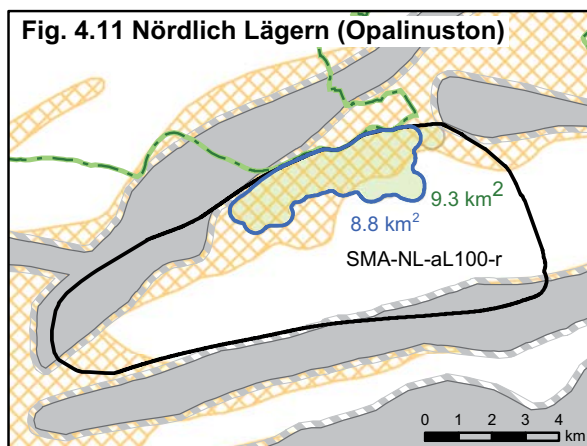 Fig. 4.11 Nördlich Lägern (Opalinuston)
9.3 km²
8.8 km²
SMA-NL-aL100-r
0 1 2 3 4
km